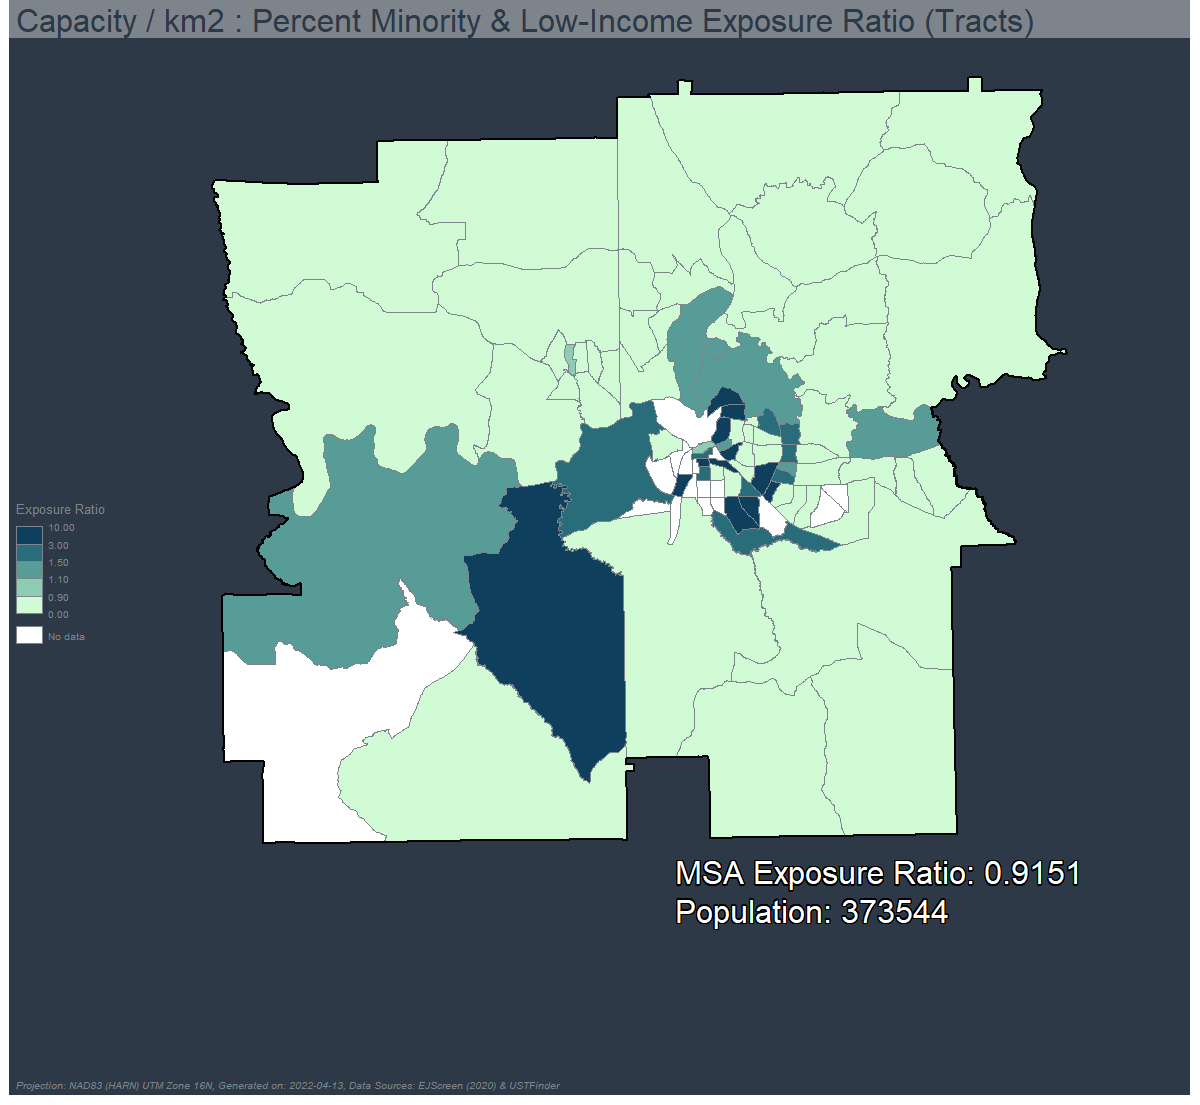 Capacity / km2 : Percent Minority & Low-Income Exposure Ratio (Tracts)
Exposure Ratio
10.00
3.00
1.50
1.10
0.90
0.00
No data
MSA Exposure Ratio: 0.9151
Population: 373544
Projection: NAD83 (HARN) UTM Zone 16N, Generated on: 2022-04-13, Data Sources: EJScreen (2020) & USTFinder